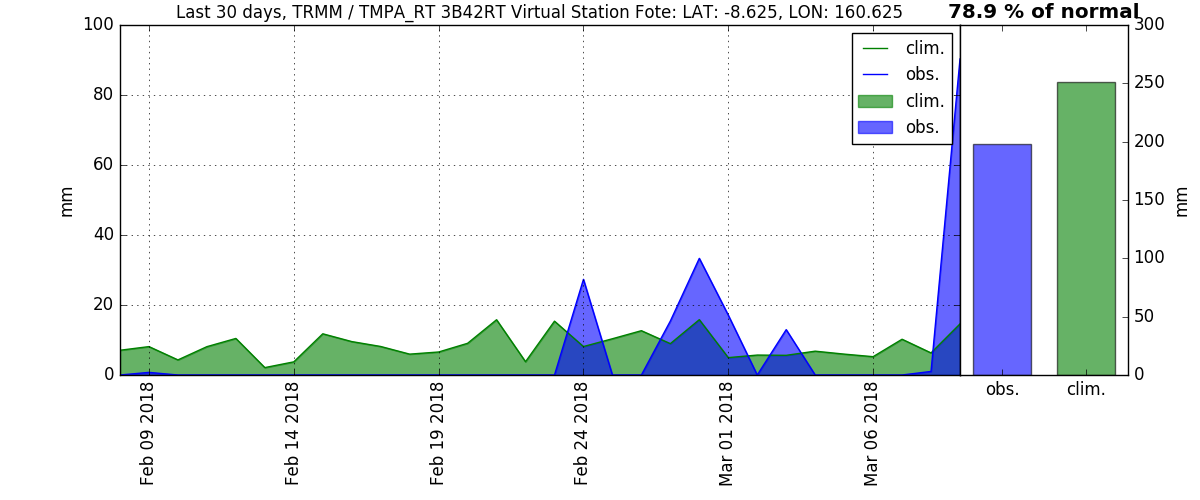 Last 30 days, TRMM / TMPA_RT 3B42RT Virtual Station Fote: LAT: -8.625, LON: 160.625
78.9 % of normal
100
80
60
40
20
0
mm
clim.
obs.
clim.
obs.
300
250
200
150
100
50
0
mm
Feb 09 2018
Feb 14 2018
Feb 19 2018
Feb 24 2018
Mar 01 2018
Mar 06 2018
obs.
clim.